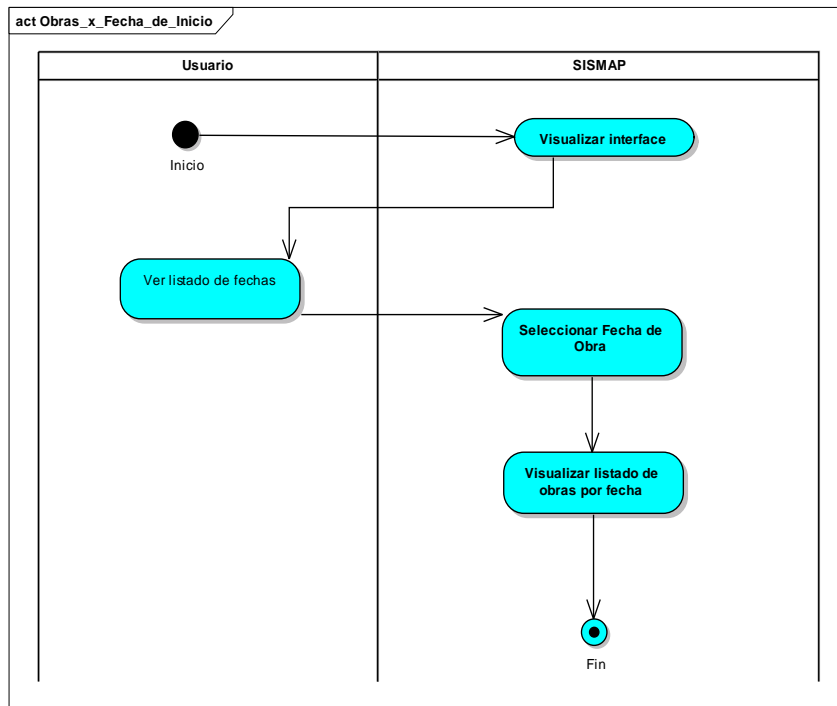 act Obras_x_Fecha_de_Inicio
Usuario
SISMAP
Inicio
Visualizar interface
Ver listado de fechas
Seleccionar Fecha de
Obra
Visualizar listado de
obras por fecha
Fin